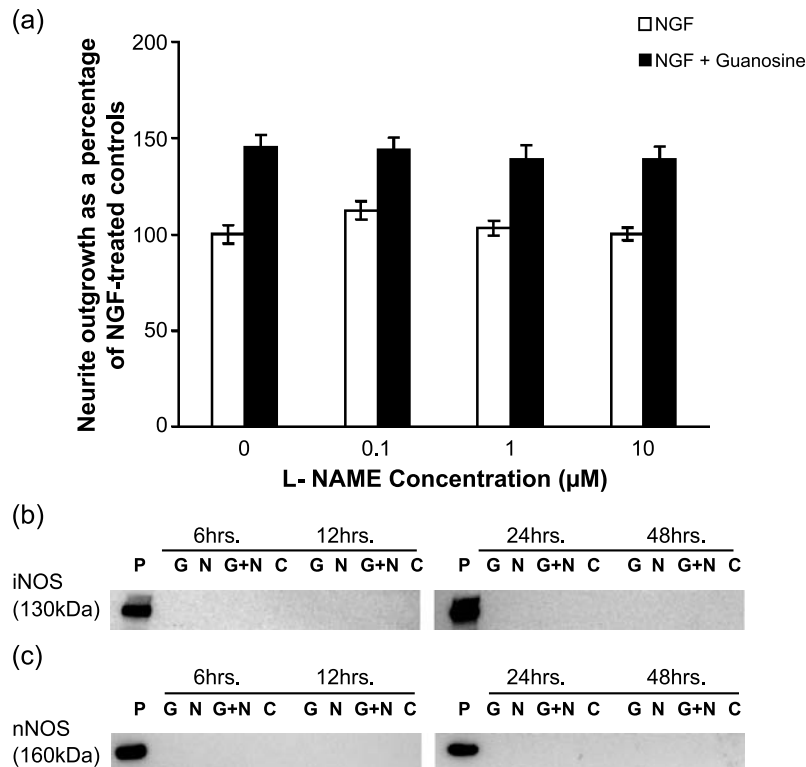 (a)
NGF
NGF + Guanosine
Neurite outgrowth as a percentage
of NGF-treated controls
200
150
100
50
0
0 0.1 1 10
L- NAME Concentration (µM)
(b)
6hrs. 12hrs. 24hrs. 48hrs.
P G N G+N C G N G+N C P G N G+N C G N G+N C
iNOS
(130kDa)
(c)
6hrs. 12hrs. 24hrs. 48hrs.
P G N G+N C G N G+N C P G N G+N C G N G+N C
nNOS
(160kDa)